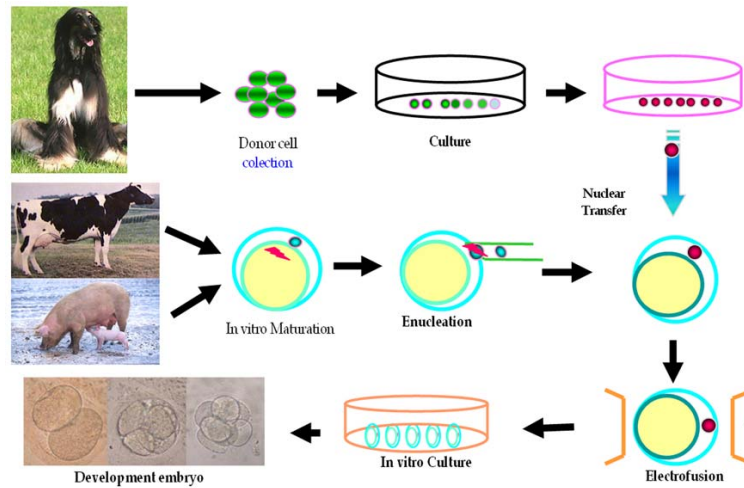 Donor cell
colection
Culture
Nuclear
Transfer
In vitro Maturation
Enucleation
Development embryo
In vitro Culture
Electrofusion